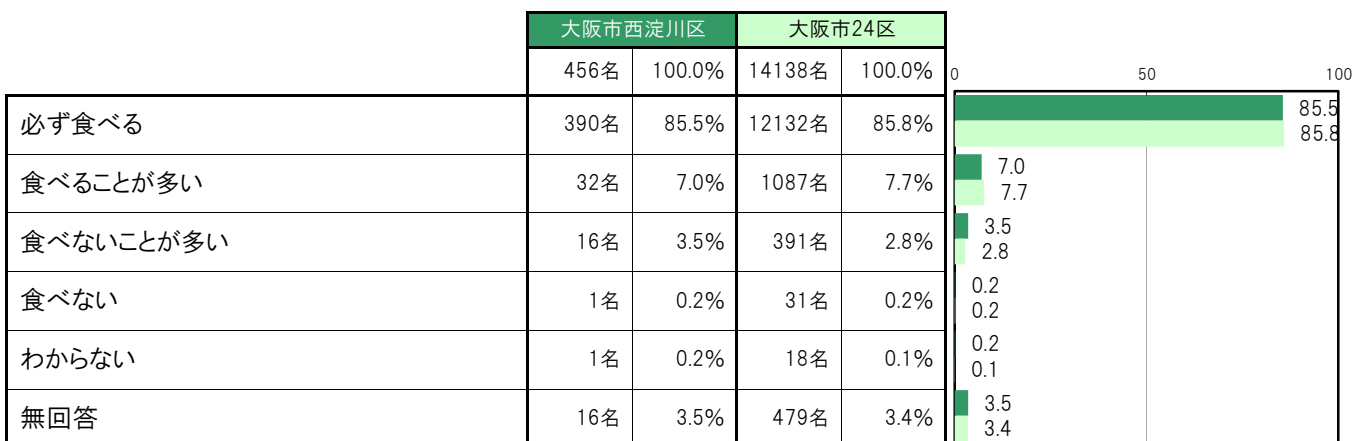 大阪市西淀川区 大阪市24区
456名 100.0% 14138名 100.0% 0 50 100
必ず食べる 390名 85.5% 12132名 85.8% 85.5
85.8
食べることが多い 32名 7.0% 1087名 7.7% 7.0
7.7
食べないことが多い 16名 3.5% 391名 2.8% 3.5
2.8
食べない 1名 0.2% 31名 0.2% 0.2
0.2
わからない 1名 0.2% 18名 0.1% 0.2
0.1
無回答 16名 3.5% 479名 3.4% 3.5
3.4